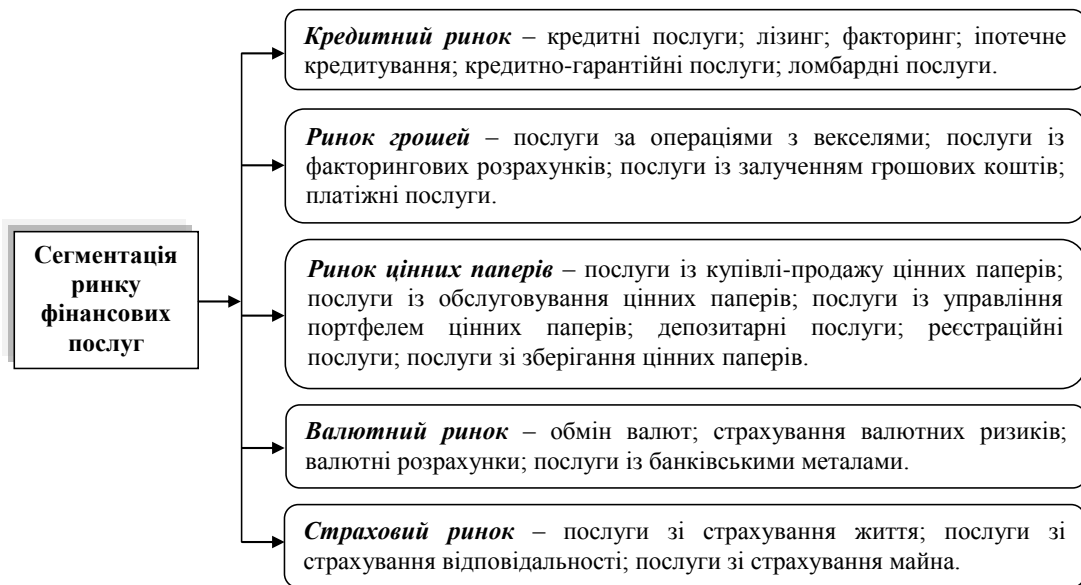 Сегментація
ринку
фінансових
послуг
Кредитний ринок – кредитні послуги; лізинг; факторинг; іпотечне
кредитування; кредитно-гарантійні послуги; ломбардні послуги.
Ринок грошей – послуги за операціями з векселями; послуги із
факторингових розрахунків; послуги із залученням грошових коштів;
платіжні послуги.
Ринок цінних паперів – послуги із купівлі-продажу цінних паперів;
послуги із обслуговування цінних паперів; послуги із управління
портфелем цінних паперів; депозитарні послуги; реєстраційні
послуги; послуги зі зберігання цінних паперів.
Валютний ринок – обмін валют; страхування валютних ризиків;
валютні розрахунки; послуги із банківськими металами.
Страховий ринок – послуги зі страхування життя; послуги зі
страхування відповідальності; послуги зі страхування майна.